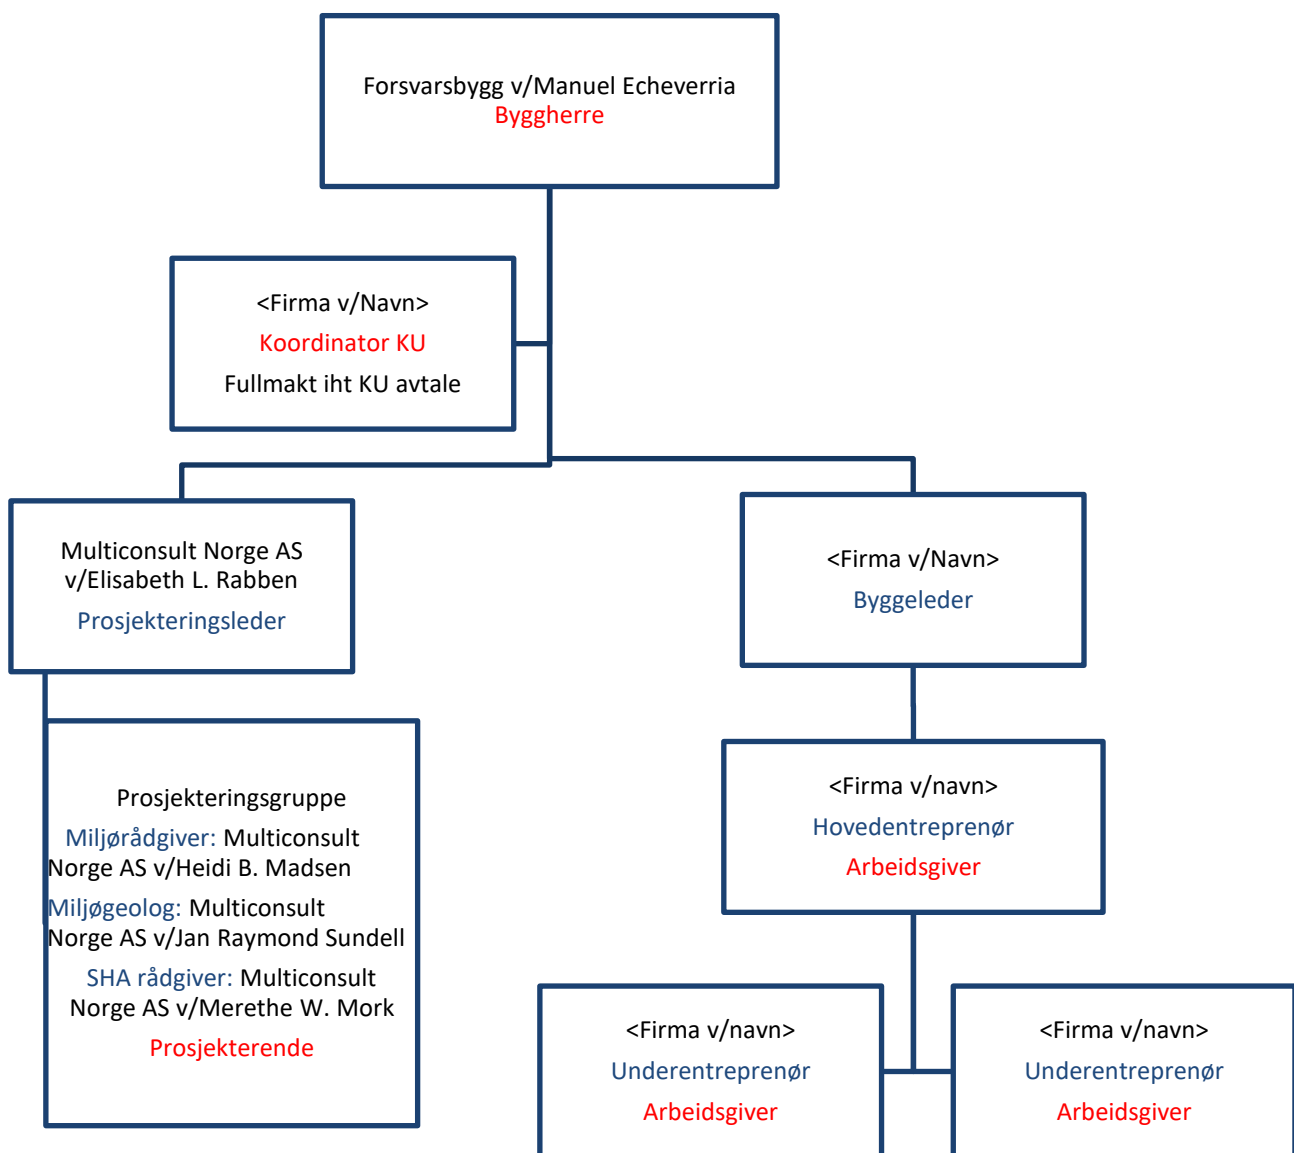 Forsvarsbygg v/Manuel Echeverria
Byggherre
<Firma v/Navn>
Koordinator KU
Fullmakt iht KU avtale
Multiconsult Norge AS
v/Elisabeth L. Rabben
Prosjekteringsleder
<Firma v/Navn>
Byggeleder
Prosjekteringsgruppe
Miljørådgiver: Multiconsult
Norge AS v/Heidi B. Madsen
Miljøgeolog: Multiconsult
Norge AS v/Jan Raymond Sundell
SHA rådgiver: Multiconsult
Norge AS v/Merethe W. Mork
Prosjekterende
<Firma v/navn>
Hovedentreprenør
Arbeidsgiver
<Firma v/navn>
Underentreprenør
Arbeidsgiver
<Firma v/navn>
Underentreprenør
Arbeidsgiver